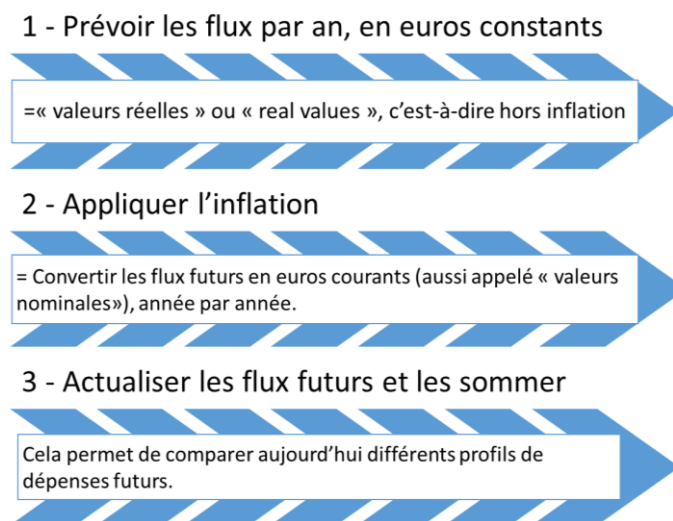 1 - Prévoir les flux par an, en euros constants
=« valeurs réelles » ou « real values », c’est-à-dire hors inflation
2 - Appliquer l’inflation
= Convertir les flux futurs en euros courants (aussi appelé « valeurs
nominales»), année par année.
3 - Actualiser les flux futurs et les sommer
Cela permet de comparer aujourd’hui différents profils de
dépenses futurs.